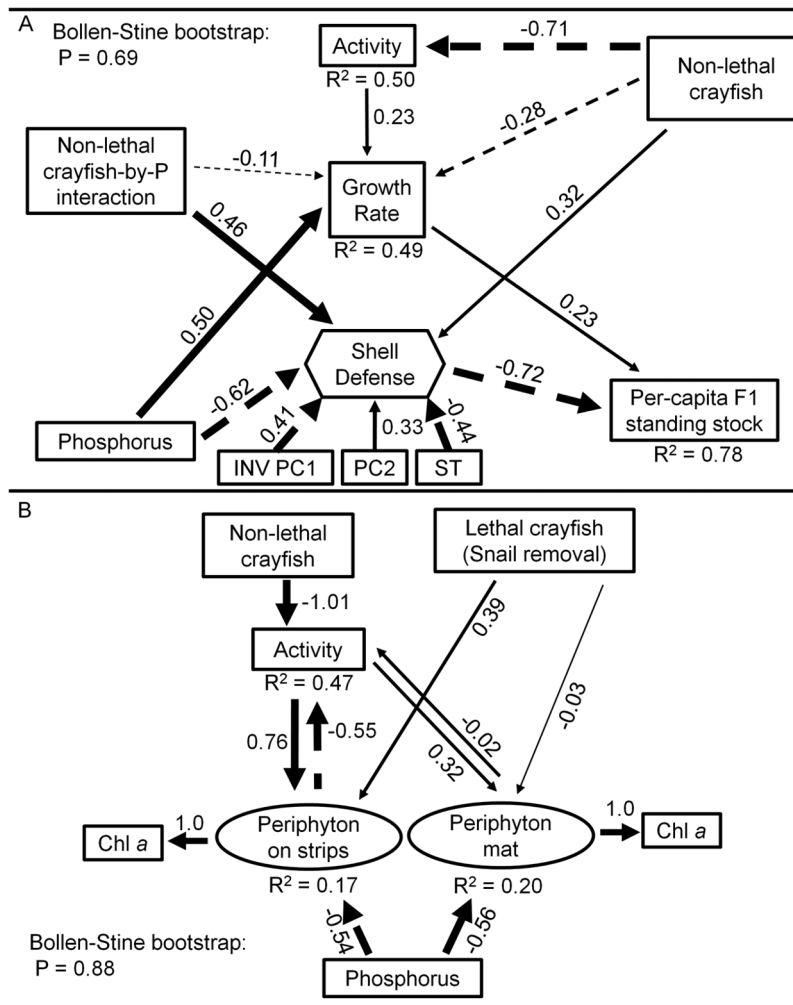 A
Bollen-Stine bootstrap:
P = 0.69
Activity
R² = 0.50
-0.71
Non-lethal
crayfish
0.23
-0.28
Non-lethal
crayfish-by-P
interaction
-0.11
Growth
Rate
R² = 0.49
0.46
0.32
0.50
0.23
Shell
Defense
-0.72
-0.62
Per-capita F1
standing stock
R² = 0.78
Phosphorus
0.41
0.33
-0.44
INV PC1
PC2
ST
B
Non-lethal
crayfish
Lethal crayfish
(Snail removal)
-1.01
0.39
Activity
R² = 0.47
-0.03
0.76
-0.55
-0.02
0.32
Chl a
1.0
Periphyton
on strips
R² = 0.17
Periphyton
mat
R² = 0.20
1.0
Chl a
-0.54
-0.56
Bollen-Stine bootstrap:
P = 0.88
Phosphorus